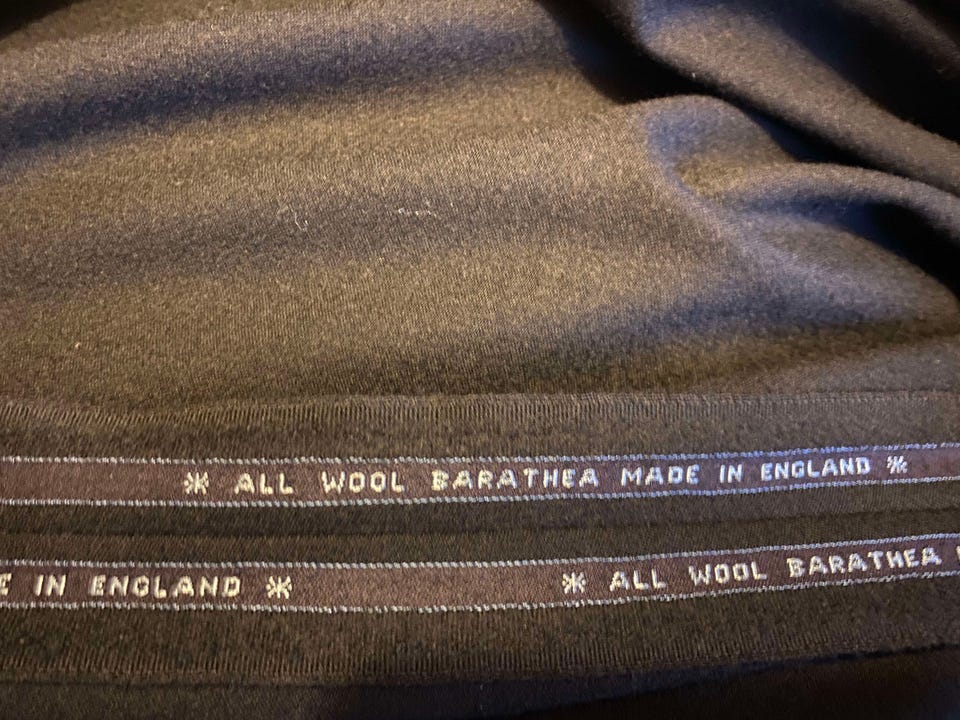 * ALL WOOL BARATHEA MADE IN ENGLAND *
E IN ENGLAND * * ALL WOOL BARATHEA